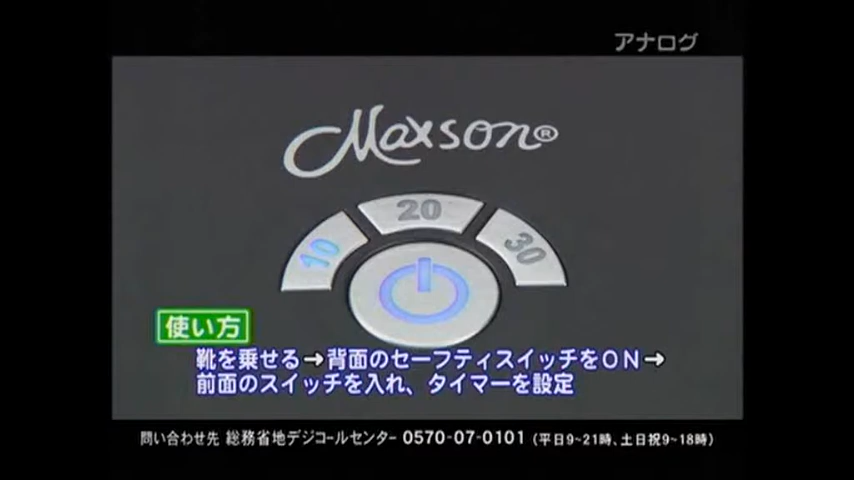 アナログ
Maxson®
10 20 30
使い方
靴を乗せる→背面のセーフティスイッチをON→
前面のスイッチを入れ、タイマーを設定
問い合わせ先 総務省地デジコールセンター 0570-07-0101 (平日9~21時、土日祝9~18時)